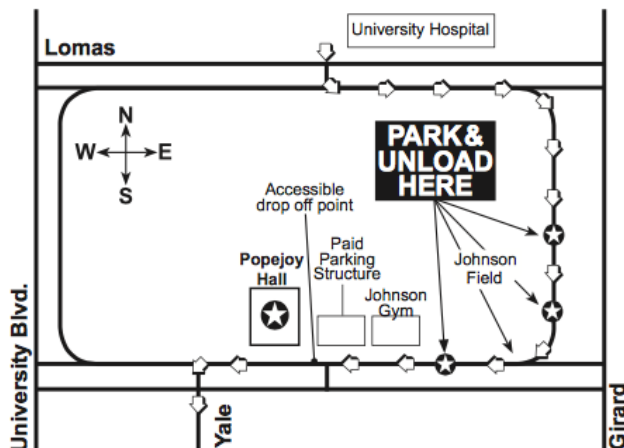 University Hospital
Lomas
N
W E
S
PARK &
UNLOAD
HERE
Accessible
drop off point
Popejoy
Hall
Paid
Parking
Structure
Johnson
Gym
Johnson
Field
University Blvd.
Yale
Girard